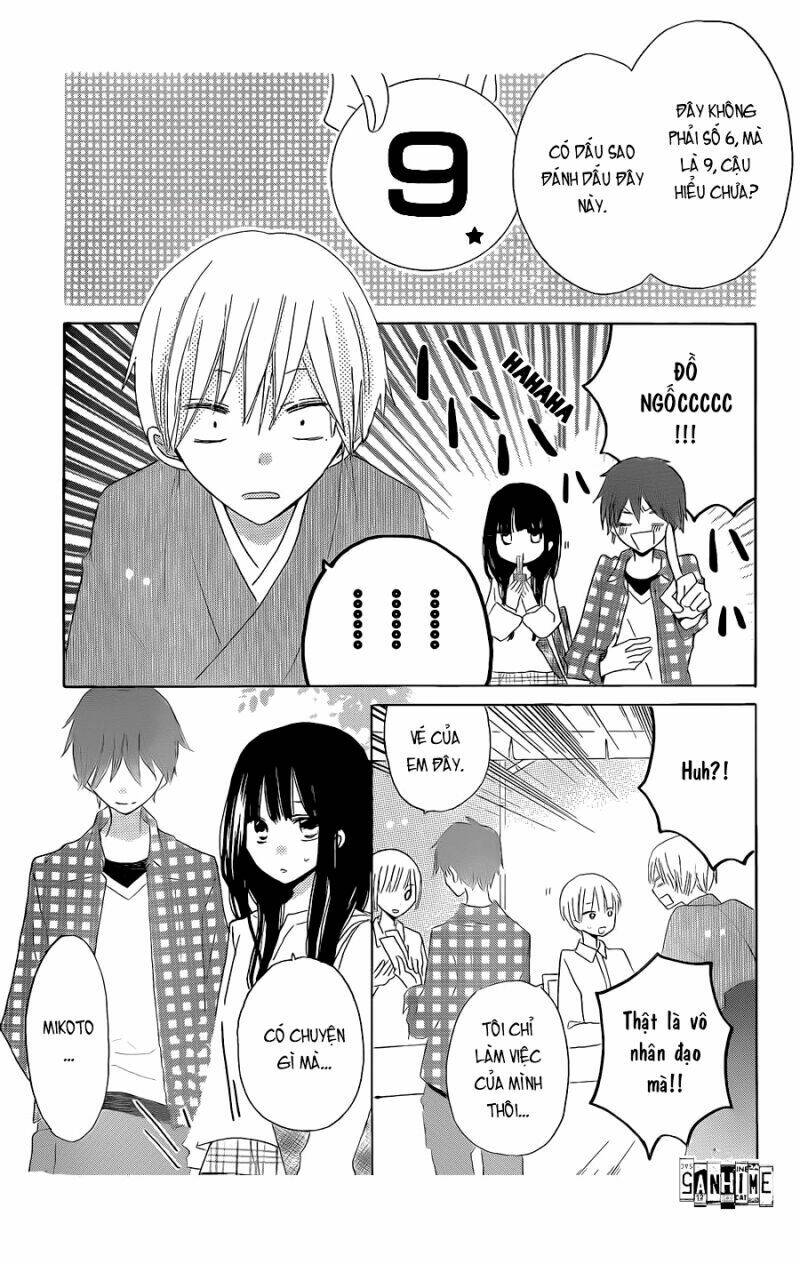 ĐÂY KHÔNG
PHẢI SỐ 6, MÀ
LÀ 9, CẬU
HIỂU CHƯA?
CÓ DẤU SAO
ĐÁNH DẤU ĐÂY
NÀY.
9
ĐỒ
NGỐCCCCC
!!!
HAHAHA
Huh?!
VÉ CỦA
EM ĐÂY.
Thật là vô
nhân đạo
mà!!
TÔI CHỈ
LÀM VIỆC
CỦA MÌNH
THÔI...
CÓ CHUYỆN
GÌ MÀ...
MIKOTO
...
SANHIME